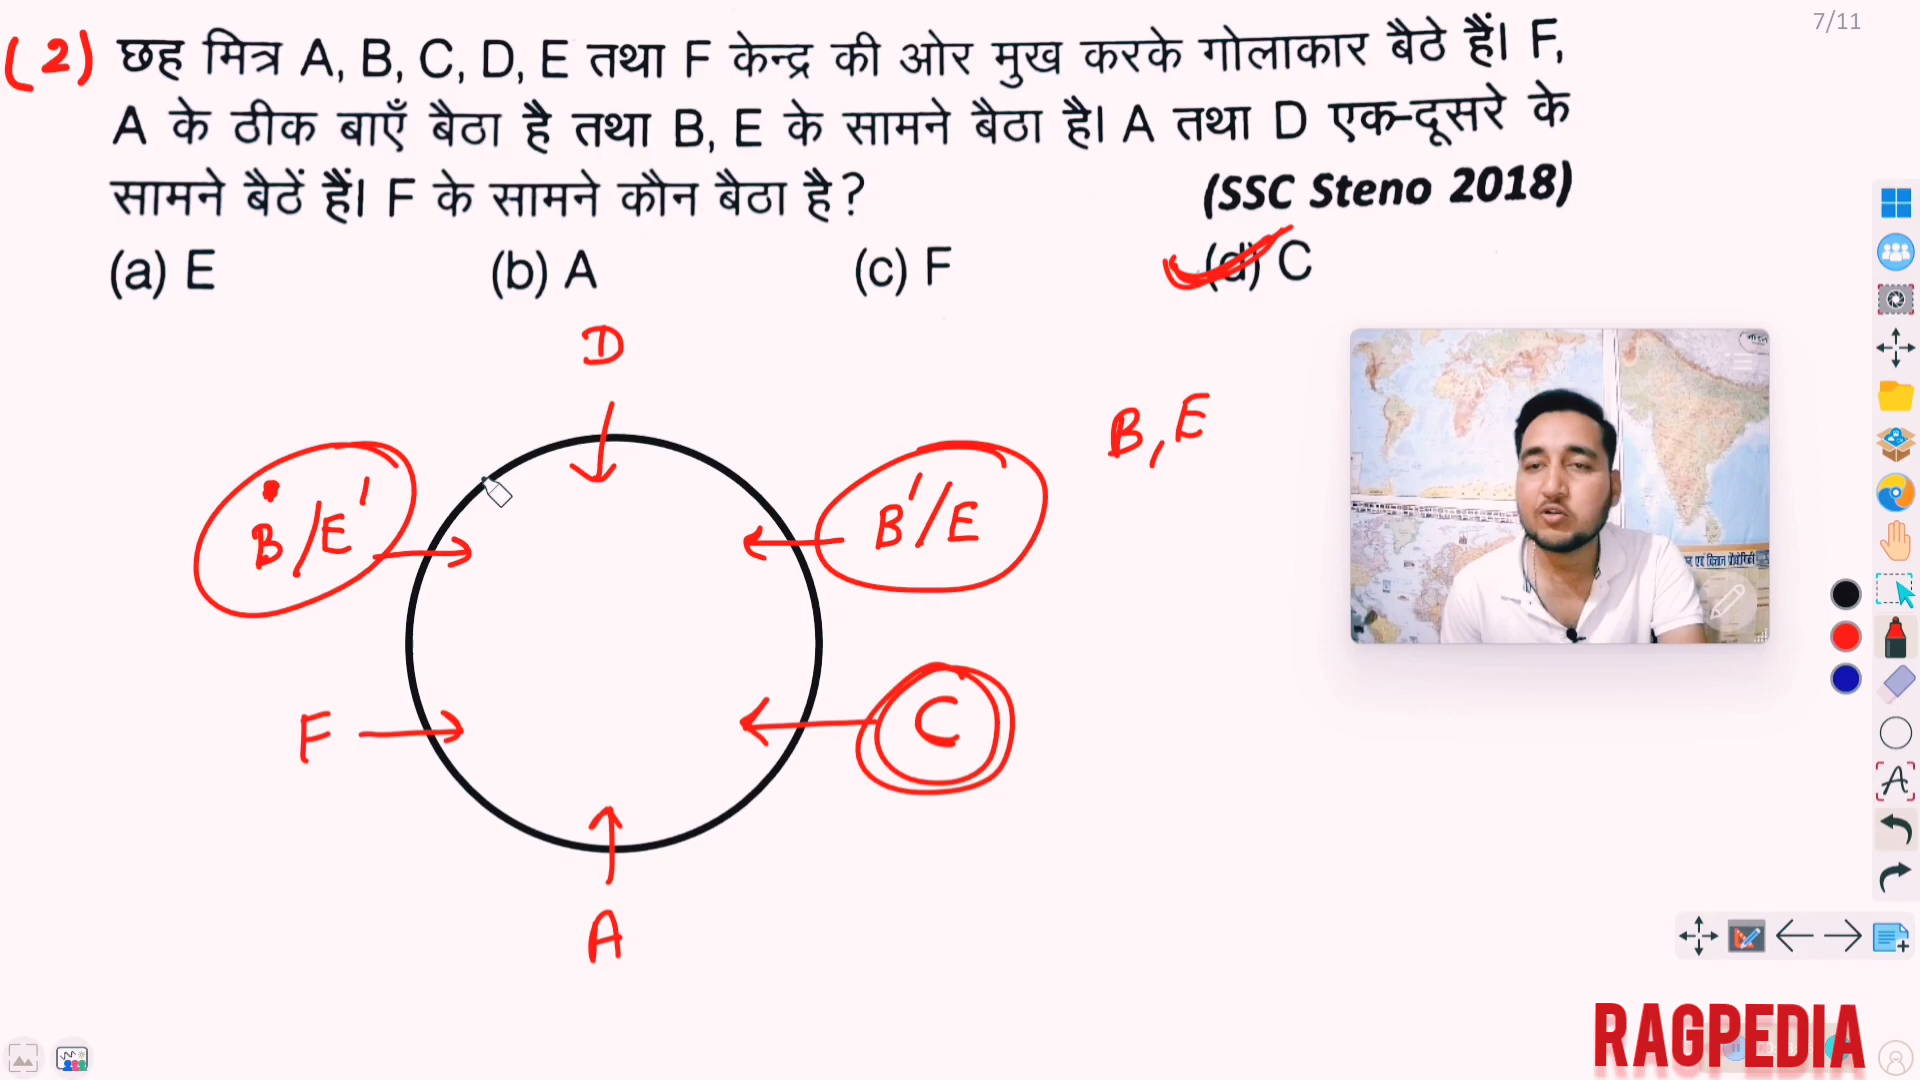 7/11
(2) छह मित्र A, B, C, D, E तथा F केन्द्र की ओर मुख करके गोलाकार बैठे हैं। F,
A के ठीक बाएँ बैठा है तथा B, E के सामने बैठा है। A तथा D एक-दूसरे के
सामने बैठें हैं। F के सामने कौन बैठा है?
(SSC Steno 2018)
(a) E (b) A (c) F (d) C
D
B, E
B/E'
B'/E
F
C
A
RAGPEDIA